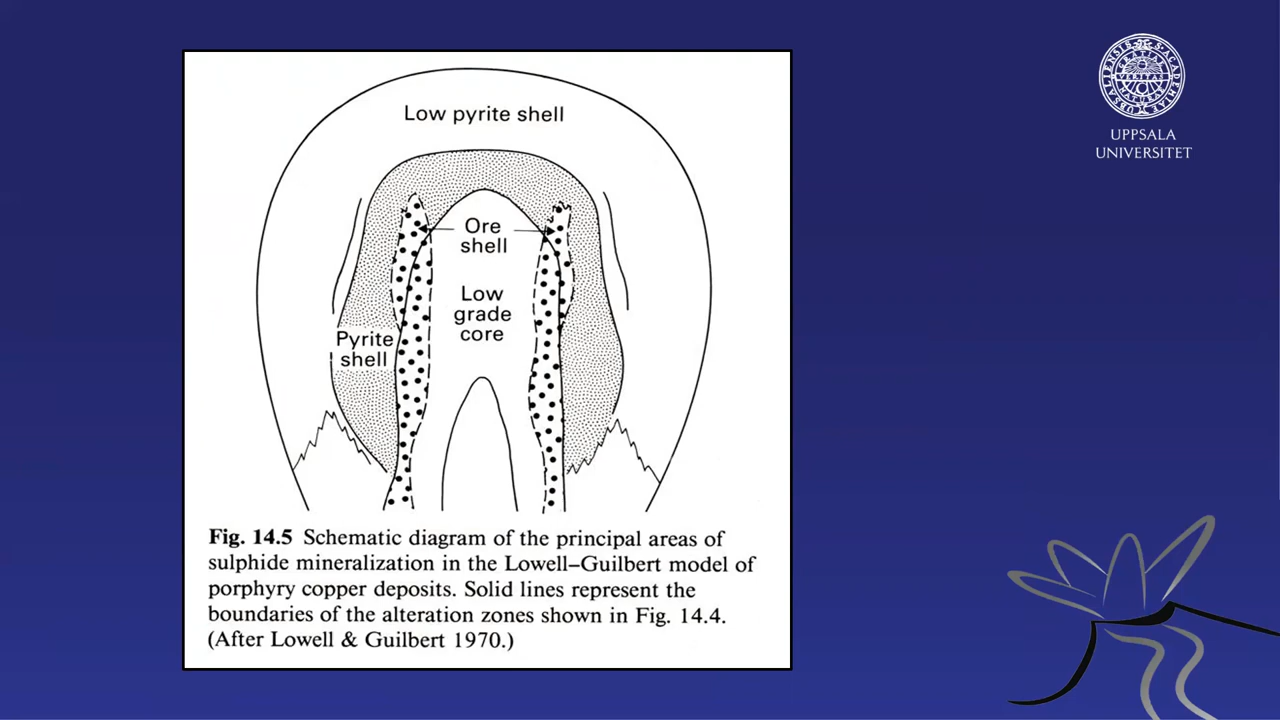 Low pyrite shell
Ore
shell
Low
grade
core
Pyrite
shell
Fig. 14.5 Schematic diagram of the principal areas of
sulphide mineralization in the Lowell–Guilbert model of
porphyry copper deposits. Solid lines represent the
boundaries of the alteration zones shown in Fig. 14.4.
(After Lowell & Guilbert 1970.)
UPPSALA
UNIVERSITET